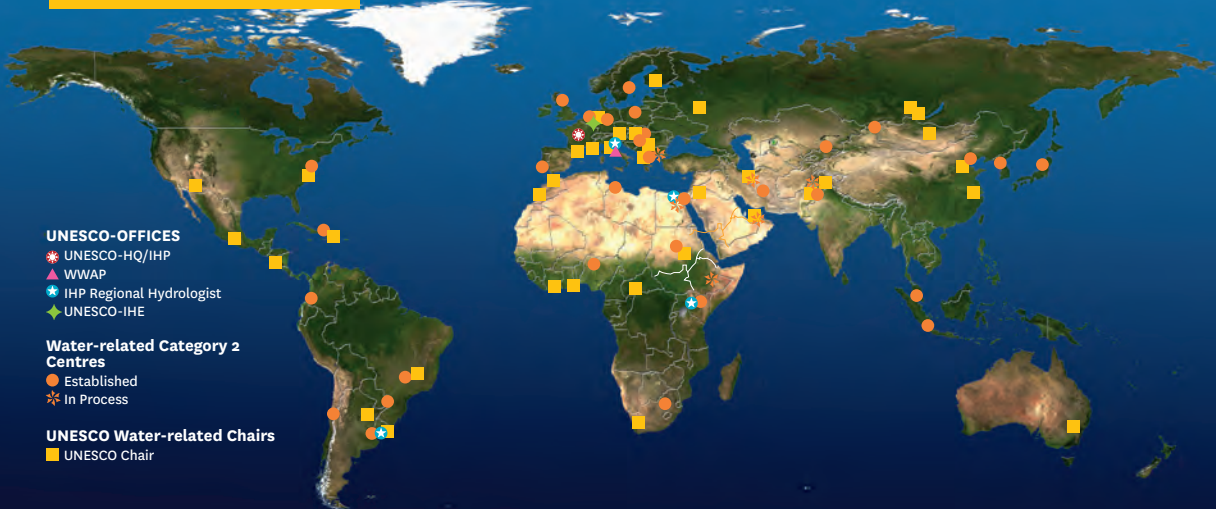 UNESCO-OFFICES
UNESCO-HQ/IHP
WWAP
IHP Regional Hydrologist
UNESCO-IHE
Water-related Category 2
Centres
Established
In Process
UNESCO Water-related Chairs
UNESCO Chair